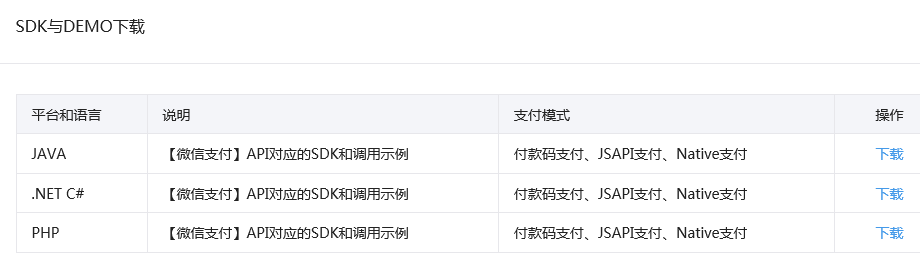 SDK与DEMO下载
平台和语言 说明 支付模式 操作
JAVA 【微信支付】API对应的SDK和调用示例 付款码支付、JSAPI支付、Native支付 下载
.NET C# 【微信支付】API对应的SDK和调用示例 付款码支付、JSAPI支付、Native支付 下载
PHP 【微信支付】API对应的SDK和调用示例 付款码支付、JSAPI支付、Native支付 下载